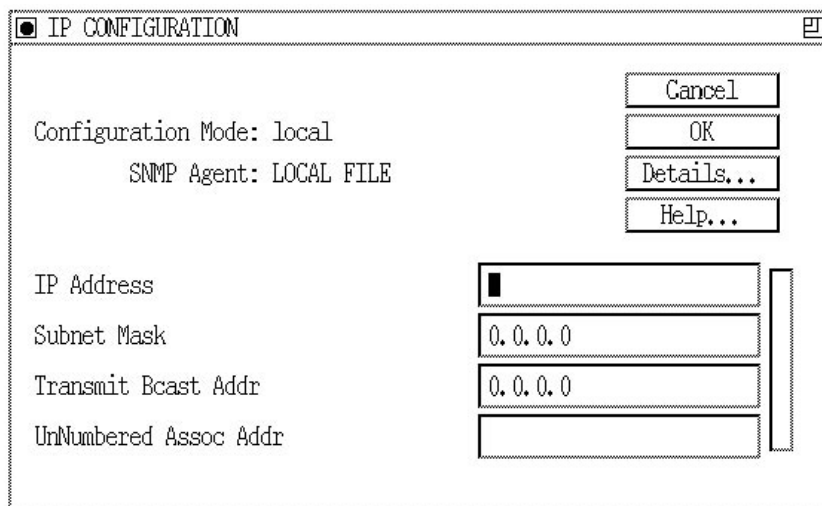 IP CONFIGURATION
Cancel
Configuration Mode: local
OK
SNMP Agent: LOCAL FILE
Details...
Help...
IP Address
Subnet Mask
0.0.0.0
Transmit Bcast Addr
0.0.0.0
UnNumbered Assoc Addr